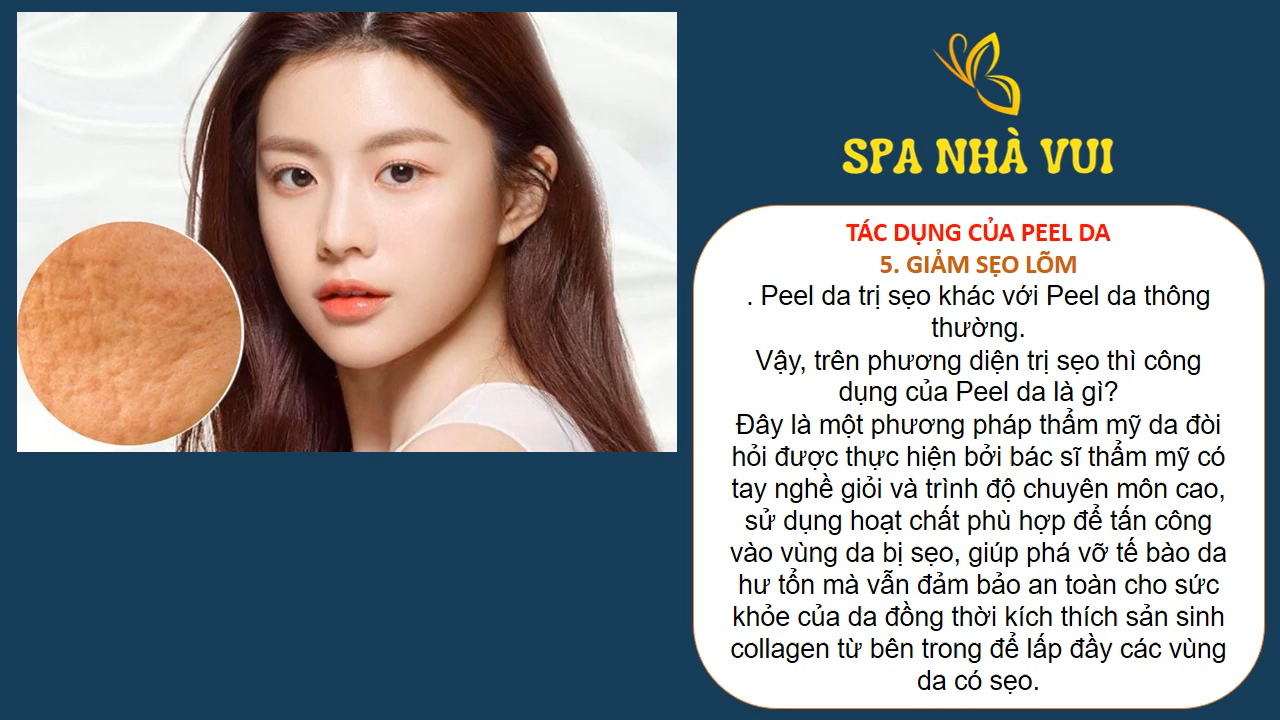 SPA NHÀ VUI
TÁC DỤNG CỦA PEEL DA
5. GIẢM SẸO LÕM
. Peel da trị sẹo khác với Peel da thông
thường.
Vậy, trên phương diện trị sẹo thì công
dụng của Peel da là gì?
Đây là một phương pháp thẩm mỹ da đòi
hỏi được thực hiện bởi bác sĩ thẩm mỹ có
tay nghề giỏi và trình độ chuyên môn cao,
sử dụng hoạt chất phù hợp để tấn công
vào vùng da bị sẹo, giúp phá vỡ tế bào da
hư tổn mà vẫn đảm bảo an toàn cho sức
khỏe của da đồng thời kích thích sản sinh
collagen từ bên trong để lấp đầy các vùng
da có sẹo.